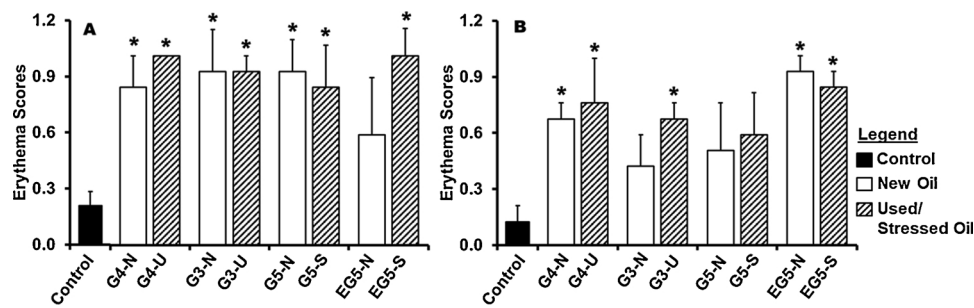 A
Erythema Scores
1.2
0.9
0.6
0.3
0.0
* * * * * * *
Control
G4-N
G4-U
G3-N
G3-U
G5-N
G5-S
EG5-N
EG5-S
B
Erythema Scores
1.2
0.9
0.6
0.3
0.0
* * * * *
Control
G4-N
G4-U
G3-N
G3-U
G5-N
G5-S
EG5-N
EG5-S
Legend
Control
New Oil
Used/
Stressed Oil